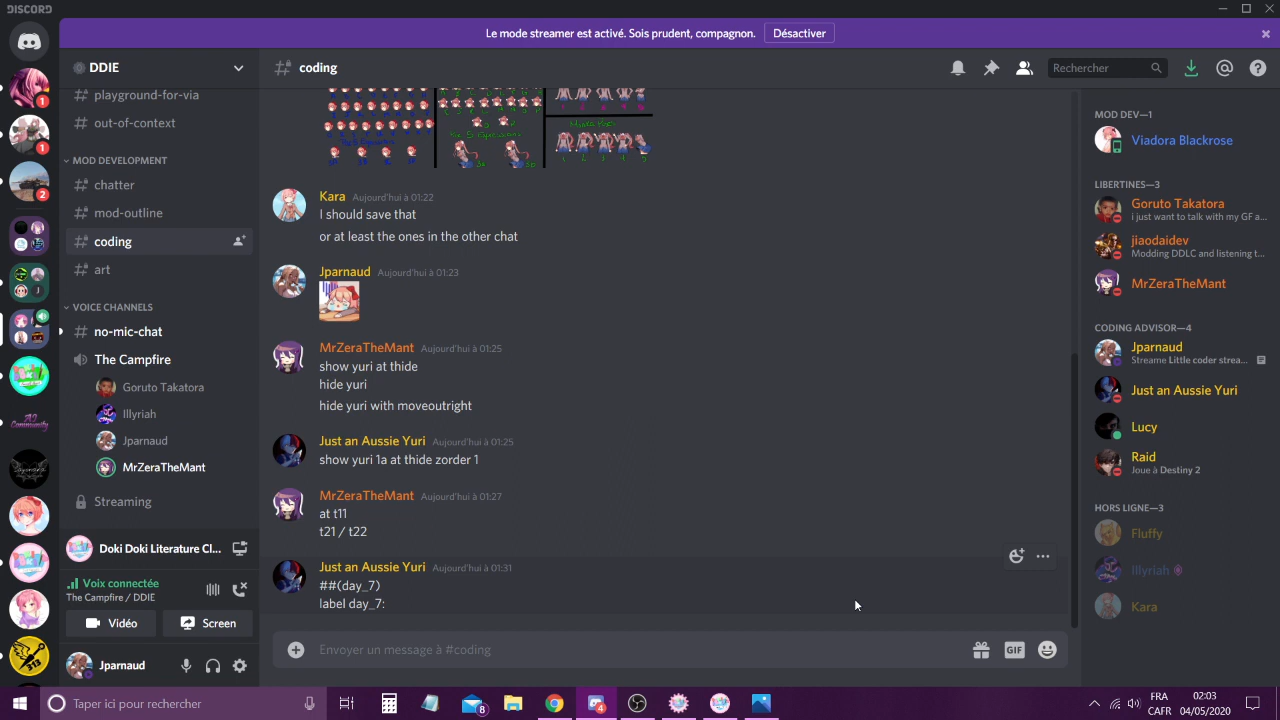 DISCORD
Le mode streamer est activé. Sois prudent, compagnon.
Désactiver
DDIE
playground-for-via
out-of-context
MOD DEVELOPMENT
chatter
mod-outline
coding
art
VOICE CHANNELS
no-mic-chat
The Campfire
Goruto Takatora
Illyriah
Jparnaud
MrZeraTheMant
Streaming
Doki Doki Literature Cl...
Voix connectée
The Campfire / DDIE
Vidéo
Screen
Jparnaud
coding
Rechercher
Kara Aujourd'hui à 01:22
I should save that
or at least the ones in the other chat
Jparnaud Aujourd'hui à 01:23
MrZeraTheMant Aujourd'hui à 01:25
show yuri at thide
hide yuri
hide yuri with moveoutright
Just an Aussie Yuri Aujourd'hui à 01:25
show yuri 1a at thide zorder 1
MrZeraTheMant Aujourd'hui à 01:27
at t11
t21 / t22
Just an Aussie Yuri Aujourd'hui à 01:31
##(day_7)
label day_7:
Envoyer un message à #coding
GIF
MOD DEV—1
Viadora Blackrose
LIBERTINES—3
Goruto Takatora
i just want to talk with my GF a...
jiaodaidev
Modding DDLC and listening t...
MrZeraTheMant
CODING ADVISOR—4
Jparnaud
Streame Little coder strea...
Just an Aussie Yuri
Lucy
Raid
Joue à Destiny 2
HORS LIGNE—3
Fluffy
Illyriah
Kara
1
1
2
313
Taper ici pour rechercher
8
4
FRA
CAFR
02:03
04/05/2020